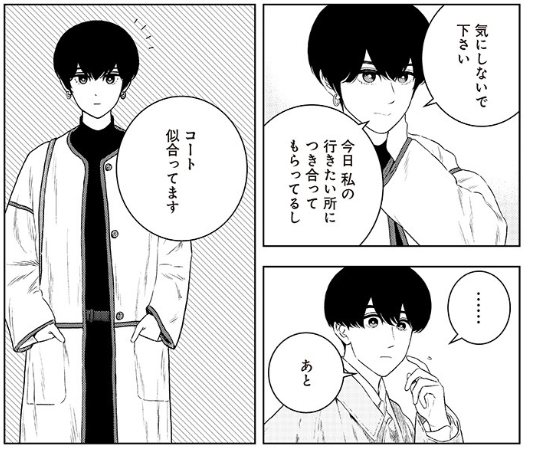 気にしないで
下さい
今日 私の
行きたい所に
つき合って
もらってるし
……
あと
コート
似合ってます